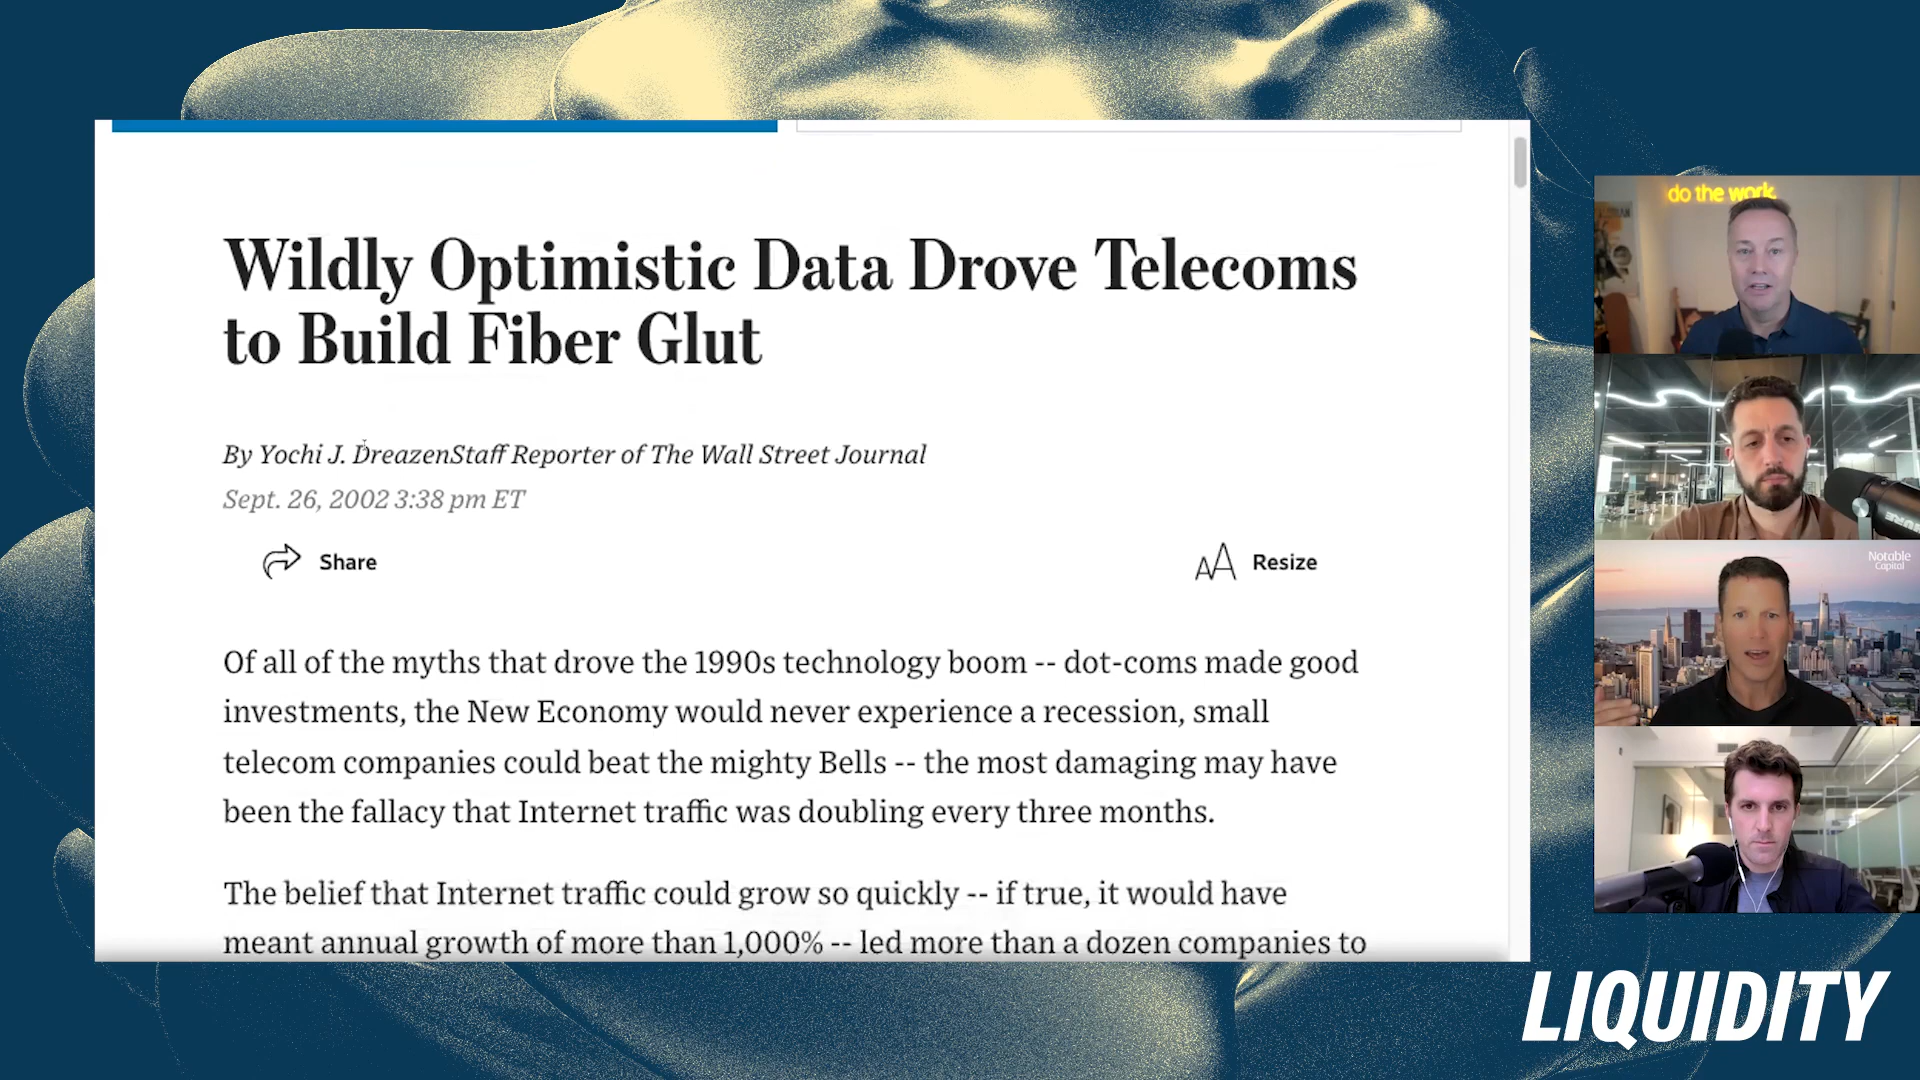 Wildly Optimistic Data Drove Telecoms
to Build Fiber Glut
By Yochi J. DreazenStaff Reporter of The Wall Street Journal
Sept. 26, 2002 3:38 pm ET
Share
AA Resize
Of all of the myths that drove the 1990s technology boom -- dot-coms made good
investments, the New Economy would never experience a recession, small
telecom companies could beat the mighty Bells -- the most damaging may have
been the fallacy that Internet traffic was doubling every three months.
The belief that Internet traffic could grow so quickly -- if true, it would have
meant annual growth of more than 1,000% -- led more than a dozen companies to
do the work
Notable
Capital
LIQUIDITY